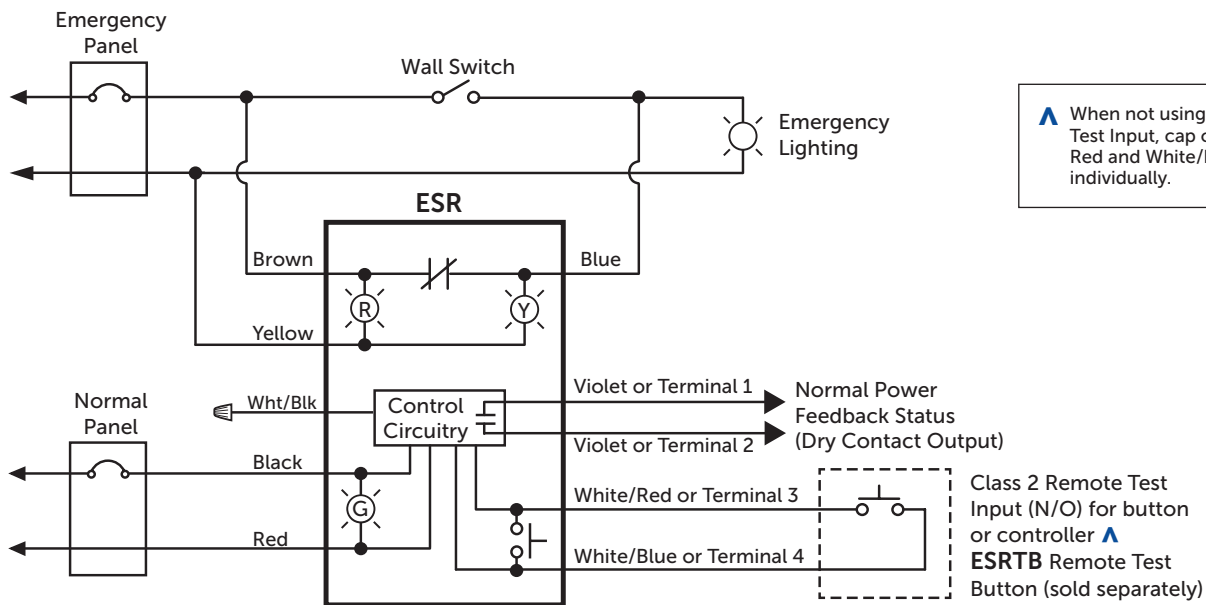 Emergency
Panel
Wall Switch
Emergency
Lighting
Λ When not using
Test Input, cap
Red and White/
individually.
ESR
Brown
Blue
R
Y
Yellow
Violet or Terminal 1
Normal Power
Feedback Status
(Dry Contact Output)
Normal
Panel
Wht/Blk
Control
Circuitry
Violet or Terminal 2
Black
White/Red or Terminal 3
Class 2 Remote Test
Input (N/O) for button
or controller Λ
ESRTB Remote Test
Button (sold separately)
G
Red
White/Blue or Terminal 4